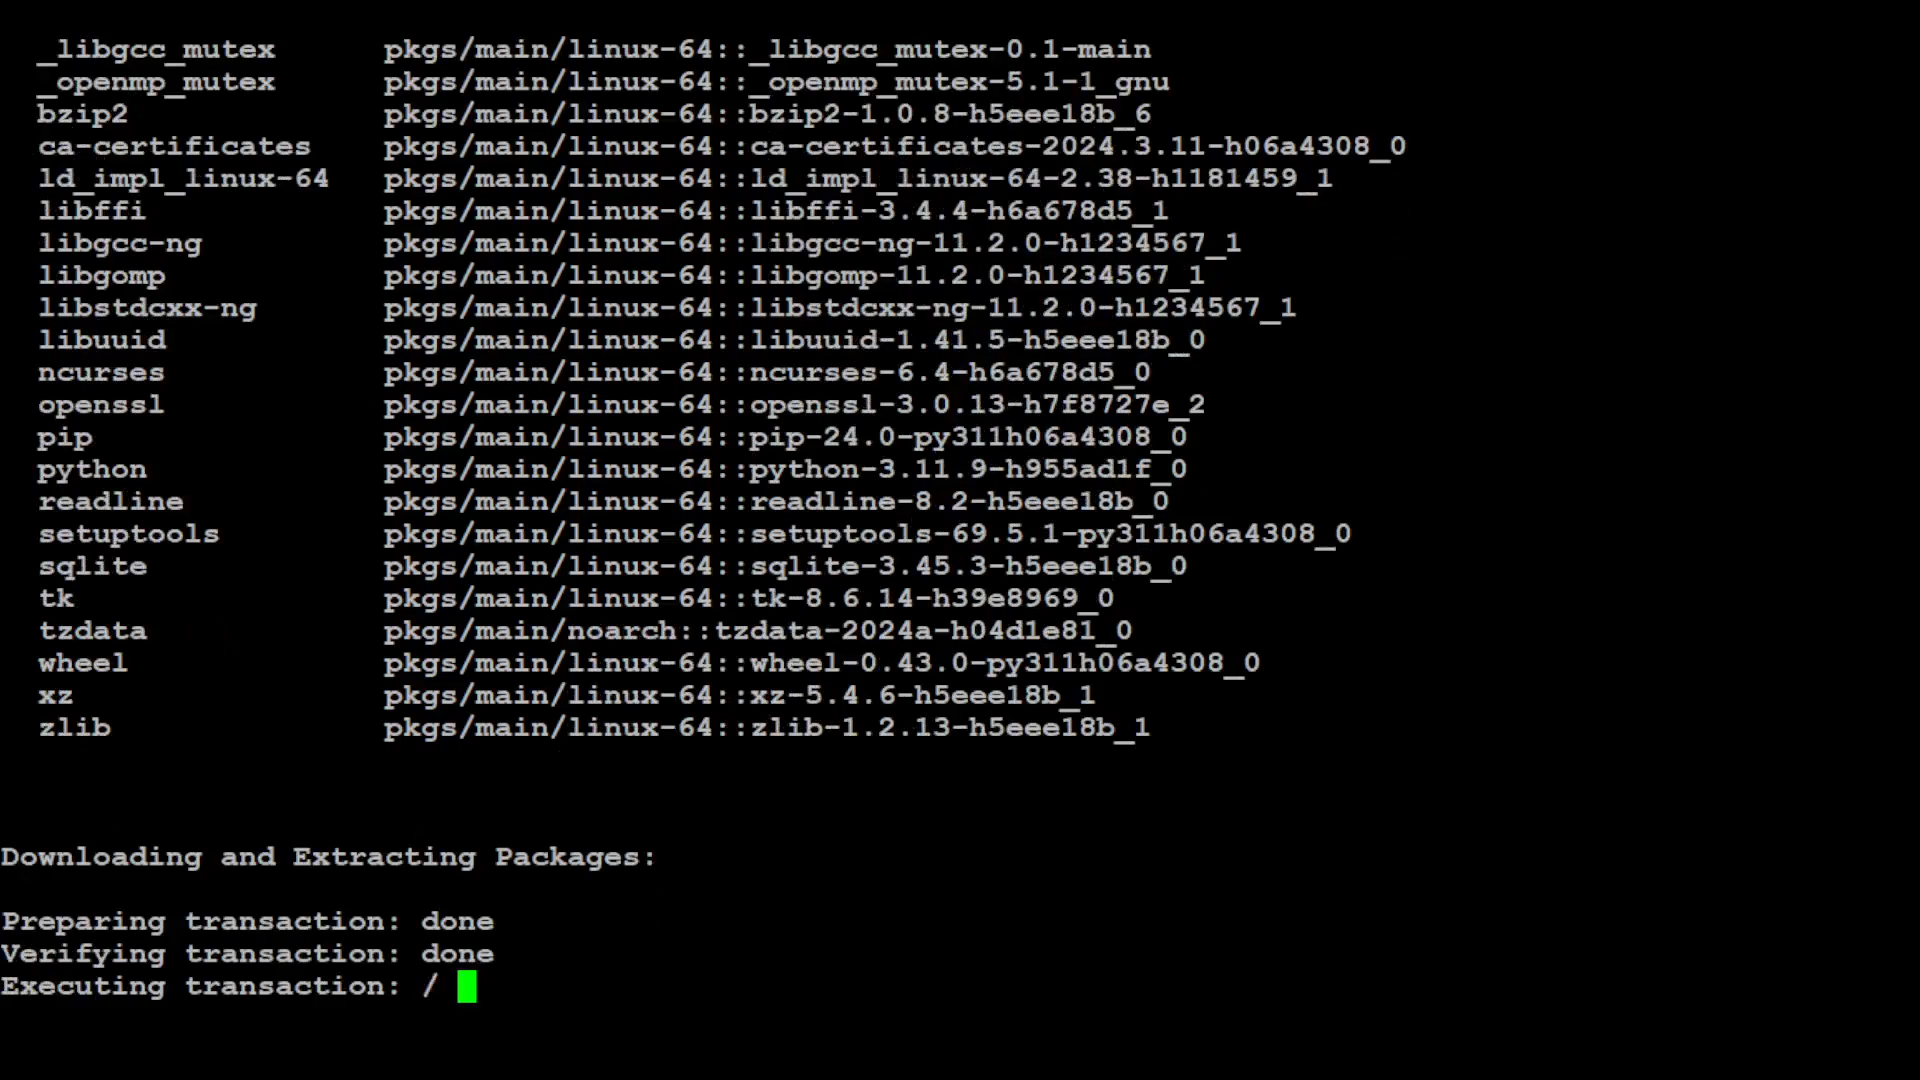 _libgcc_mutex pkgs/main/linux-64::_libgcc_mutex-0.1-main
_openmp_mutex pkgs/main/linux-64::_openmp_mutex-5.1-1_gnu
bzip2 pkgs/main/linux-64::bzip2-1.0.8-h5eee18b_6
ca-certificates pkgs/main/linux-64::ca-certificates-2024.3.11-h06a4308_0
ld_impl_linux-64 pkgs/main/linux-64::ld_impl_linux-64-2.38-h1181459_1
libffi pkgs/main/linux-64::libffi-3.4.4-h6a678d5_1
libgcc-ng pkgs/main/linux-64::libgcc-ng-11.2.0-h1234567_1
libgomp pkgs/main/linux-64::libgomp-11.2.0-h1234567_1
libstdcxx-ng pkgs/main/linux-64::libstdcxx-ng-11.2.0-h1234567_1
libuuid pkgs/main/linux-64::libuuid-1.41.5-h5eee18b_0
ncurses pkgs/main/linux-64::ncurses-6.4-h6a678d5_0
openssl pkgs/main/linux-64::openssl-3.0.13-h7f8727e_2
pip pkgs/main/linux-64::pip-24.0-py311h06a4308_0
python pkgs/main/linux-64::python-3.11.9-h955ad1f_0
readline pkgs/main/linux-64::readline-8.2-h5eee18b_0
setuptools pkgs/main/linux-64::setuptools-69.5.1-py311h06a4308_0
sqlite pkgs/main/linux-64::sqlite-3.45.3-h5eee18b_0
tk pkgs/main/linux-64::tk-8.6.14-h39e8969_0
tzdata pkgs/main/noarch::tzdata-2024a-h04d1e81_0
wheel pkgs/main/linux-64::wheel-0.43.0-py311h06a4308_0
xz pkgs/main/linux-64::xz-5.4.6-h5eee18b_1
zlib pkgs/main/linux-64::zlib-1.2.13-h5eee18b_1
Downloading and Extracting Packages:
Preparing transaction: done
Verifying transaction: done
Executing transaction: /